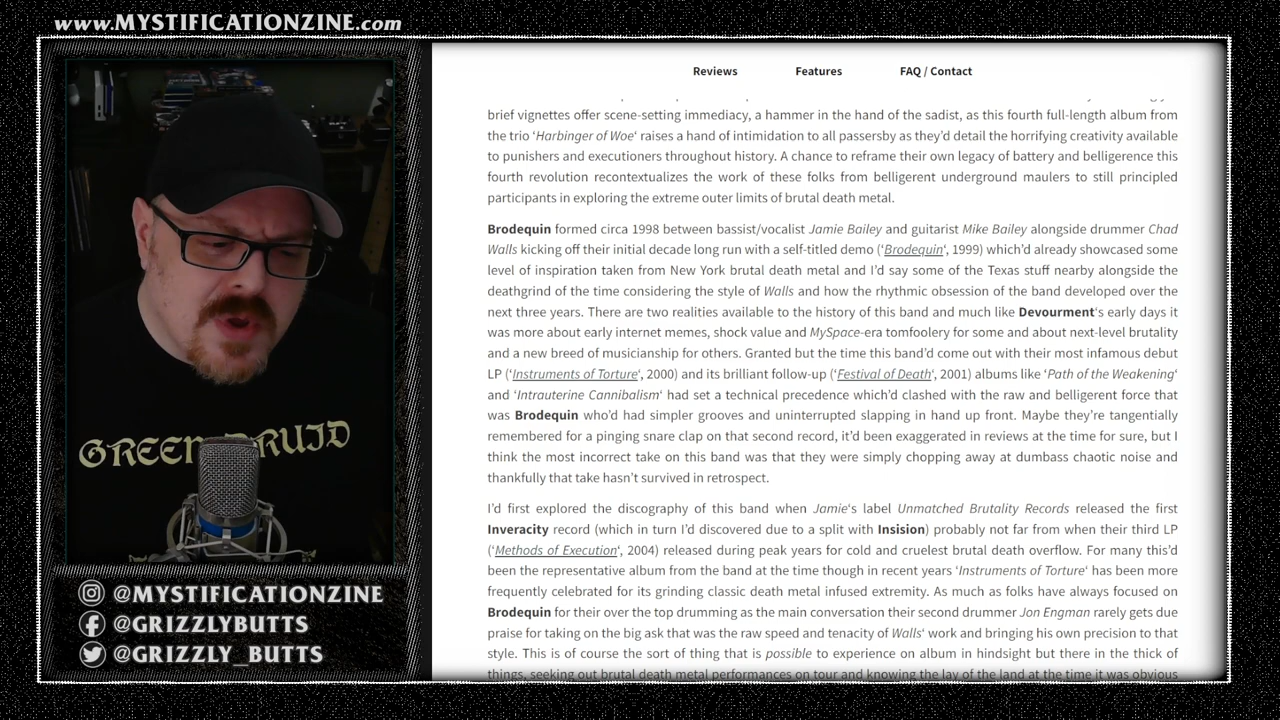 www.MYSTIFICATIONZINE.com
GREEN DRUID
@MYSTIFICATIONZINE
@GRIZZLYBUTTS
@GRIZZLY_BUTTS
Reviews Features FAQ / Contact
brief vignettes offer scene-setting immediacy, a hammer in the hand of the sadist, as this fourth full-length album from
the trio ‘Harbinger of Woe‘ raises a hand of intimidation to all passersby as they’d detail the horrifying creativity available
to punishers and executioners throughout history. A chance to reframe their own legacy of battery and belligerence this
fourth revolution recontextualizes the work of these folks from belligerent underground maulers to still principled
participants in exploring the extreme outer limits of brutal death metal.
Brodequin formed circa 1998 between bassist/vocalist Jamie Bailey and guitarist Mike Bailey alongside drummer Chad
Walls kicking off their initial decade long run with a self-titled demo (‘Brodequin‘, 1999) which’d already showcased some
level of inspiration taken from New York brutal death metal and I’d say some of the Texas stuff nearby alongside the
deathgrind of the time considering the style of Walls and how the rhythmic obsession of the band developed over the
next three years. There are two realities available to the history of this band and much like Devourment‘s early days it
was more about early internet memes, shock value and MySpace-era tomfoolery for some and about next-level brutality
and a new breed of musicianship for others. Granted but the time this band’d come out with their most infamous debut
LP (‘Instruments of Torture‘, 2000) and its brilliant follow-up (‘Festival of Death‘, 2001) albums like ‘Path of the Weakening‘
and ‘Intrauterine Cannibalism‘ had set a technical precedence which’d clashed with the raw and belligerent force that
was Brodequin who’d had simpler grooves and uninterrupted slapping in hand up front. Maybe they’re tangentially
remembered for a pinging snare clap on that second record, it’d been exaggerated in reviews at the time for sure, but I
think the most incorrect take on this band was that they were simply chopping away at dumbass chaotic noise and
thankfully that take hasn’t survived in retrospect.
I’d first explored the discography of this band when Jamie‘s label Unmatched Brutality Records released the first
Inveracity record (which in turn I’d discovered due to a split with Insision) probably not far from when their third LP
(‘Methods of Execution‘, 2004) released during peak years for cold and cruelest brutal death overflow. For many this’d
been the representative album from the band at the time though in recent years ‘Instruments of Torture‘ has been more
frequently celebrated for its grinding classic death metal infused extremity. As much as folks have always focused on
Brodequin for their over the top drumming as the main conversation their second drummer Jon Engman rarely gets due
praise for taking on the big ask that was the raw speed and tenacity of Walls‘ work and bringing his own precision to that
style. This is of course the sort of thing that is possible to experience on album in hindsight but there in the thick of
things, seeking out brutal death metal performances on tour and knowing the lay of the land at the time it was obvious